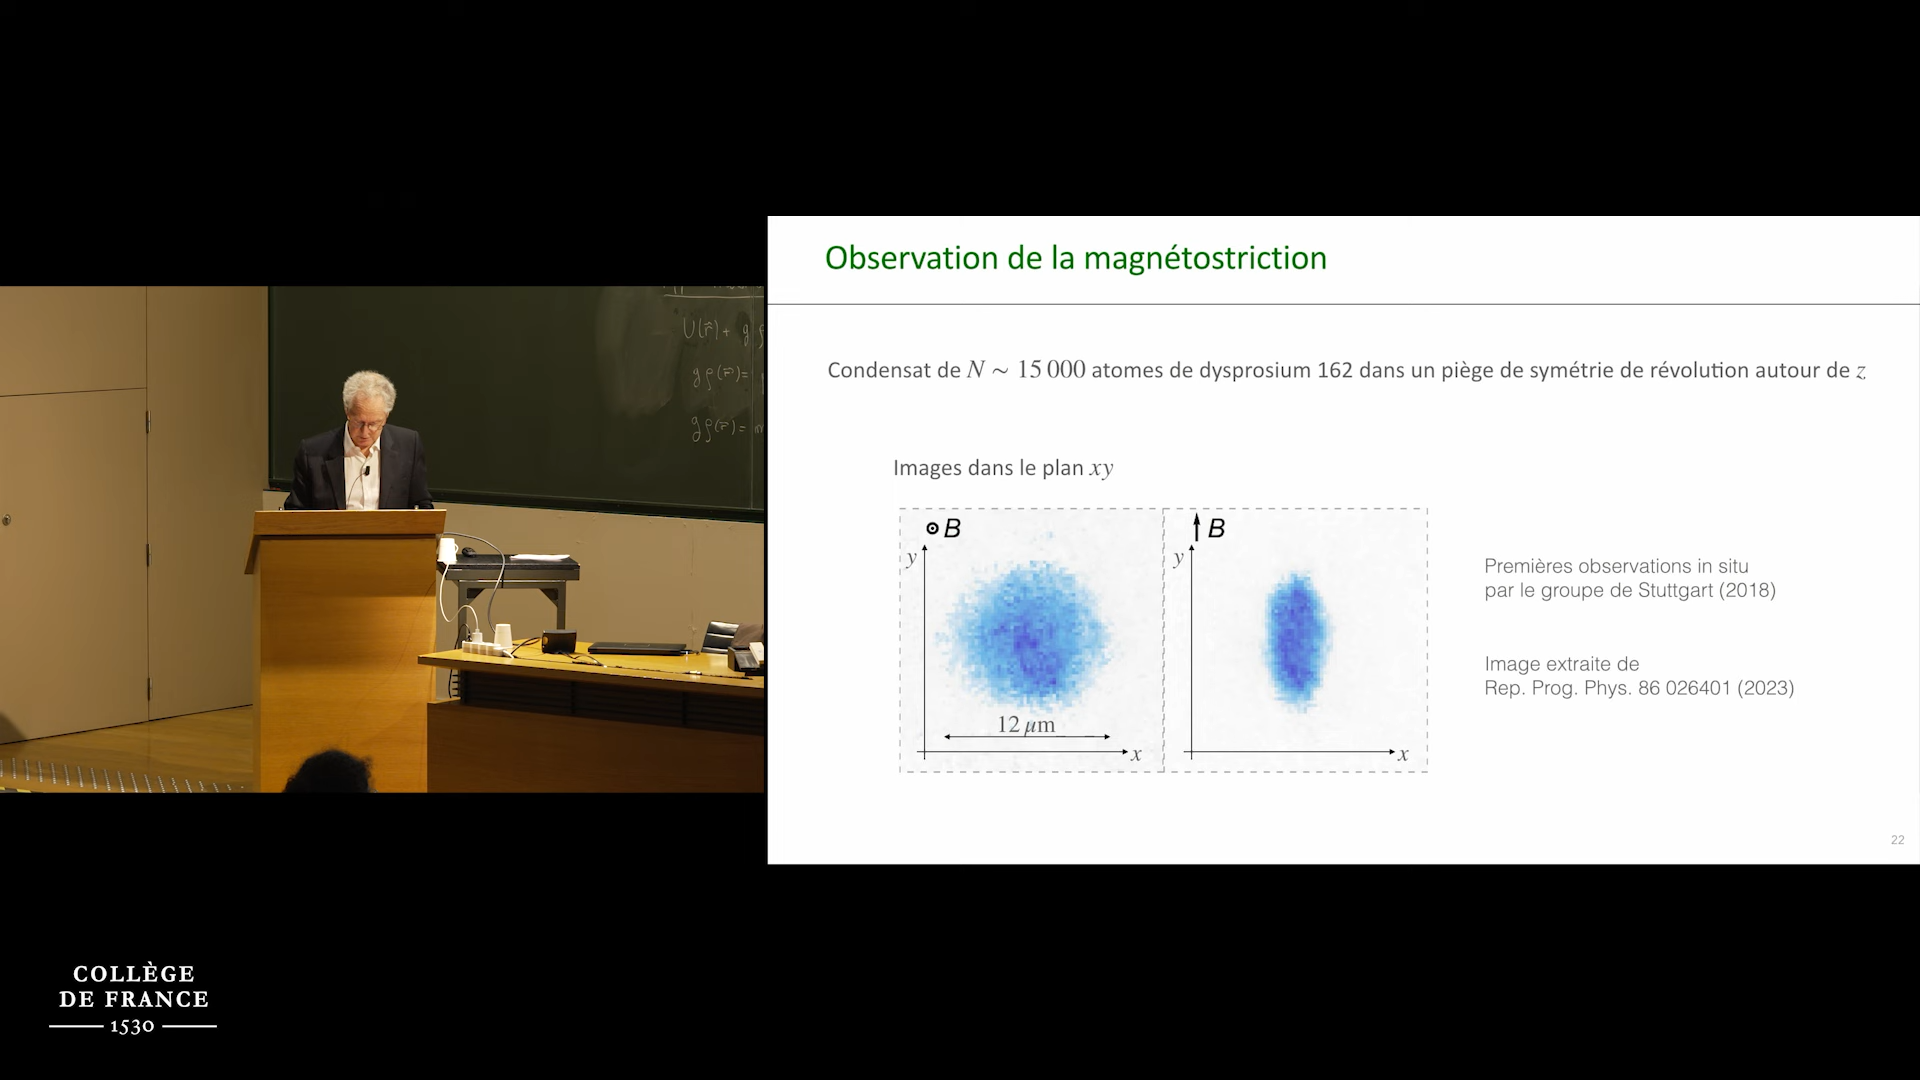 U(r)+ g
gρ(r)=
gρ(r)=
Observation de la magnétostriction
Condensat de N ∼ 15 000 atomes de dysprosium 162 dans un piège de symétrie de révolution autour de z
Images dans le plan xy
B
y
12 μm
x
B
y
x
Premières observations in situ
par le groupe de Stuttgart (2018)
Image extraite de
Rep. Prog. Phys. 86 026401 (2023)
22
COLLÈGE
DE FRANCE
1530